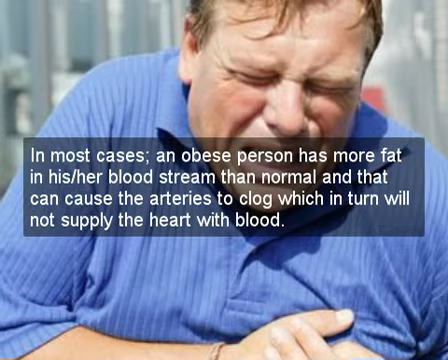 In most cases; an obese person has more fat
in his/her blood stream than normal and that
can cause the arteries to clog which in turn will
not supply the heart with blood.